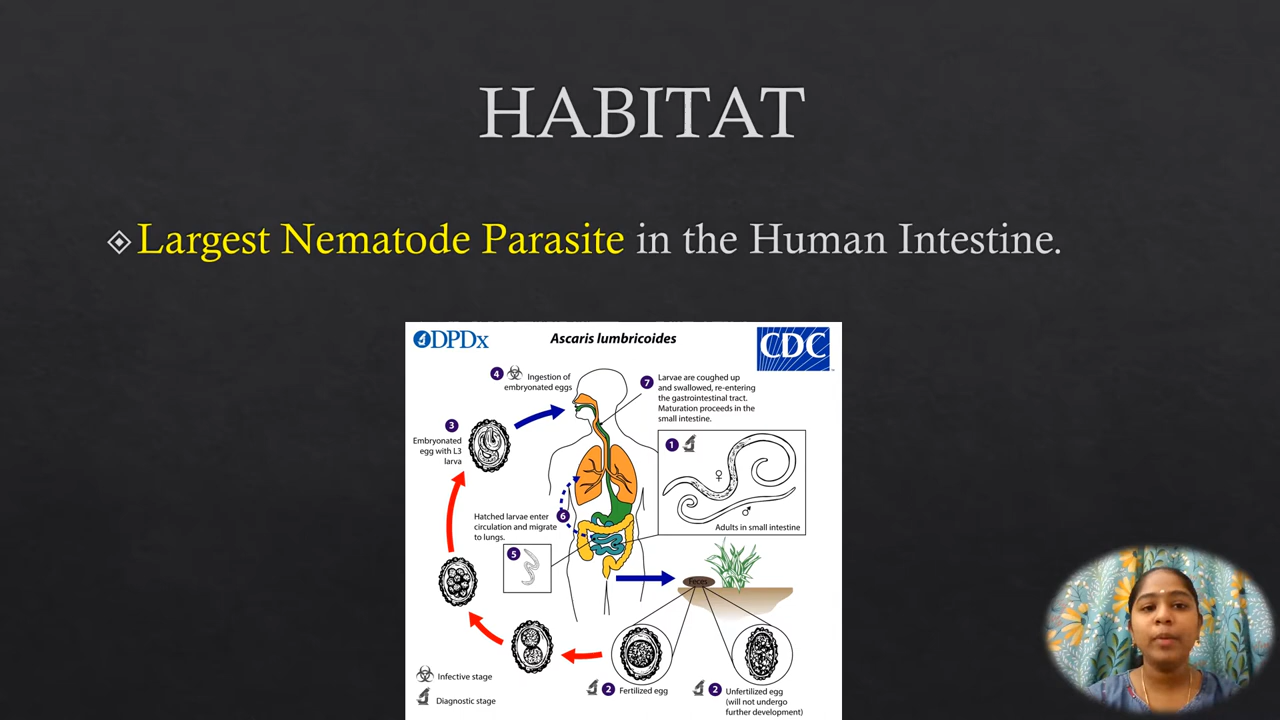 HABITAT
Largest Nematode Parasite in the Human Intestine.
DPDx
Ascaris lumbricoides
CDC
4
Ingestion of
embryonated eggs
7
Larvae are coughed up
and swallowed, re-entering
the gastrointestinal tract.
Maturation proceeds in the
small intestine.
3
Embryonated
egg with L3
larva
1
♀
♂
Adults in small intestine
Hatched larvae enter
circulation and migrate
to lungs.
6
5
Feces
2
Fertilized egg
2
Unfertilized egg
(will not undergo
further development)
Infective stage
Diagnostic stage